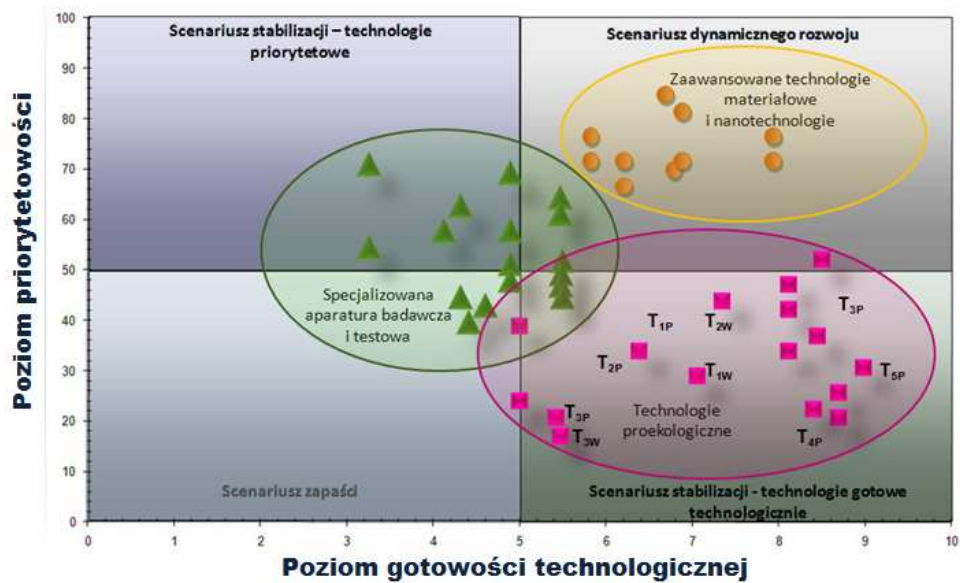 Scenariusz stabilizacji – technologie
priorytetowe
Scenariusz dynamicznego rozwoju
Zaawansowane technologie
materiałowe
i nanotechnologie
Specjalizowana
aparatura badawcza
i testowa
T1P
T2W
T3P
T2P
T1W
T5P
T3P
T3W
Technologie
proekologiczne
T4P
Scenariusz zapaści
Scenariusz stabilizacji - technologie gotowe
technologicznie
Poziom priorytetowości
100
90
80
70
60
50
40
30
20
10
0
0 1 2 3 4 5 6 7 8 9 10
Poziom gotowości technologicznej